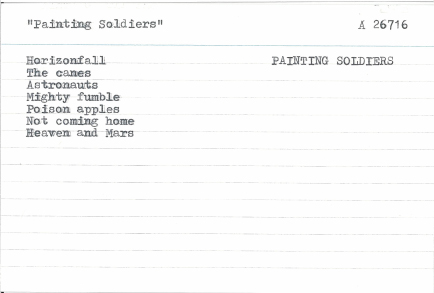 "Painting Soldiers" A 26716
Horizonfall PAINTING SOLDIERS
The canes
Astronauts
Mighty fumble
Poison apples
Not coming home
Heaven and Mars